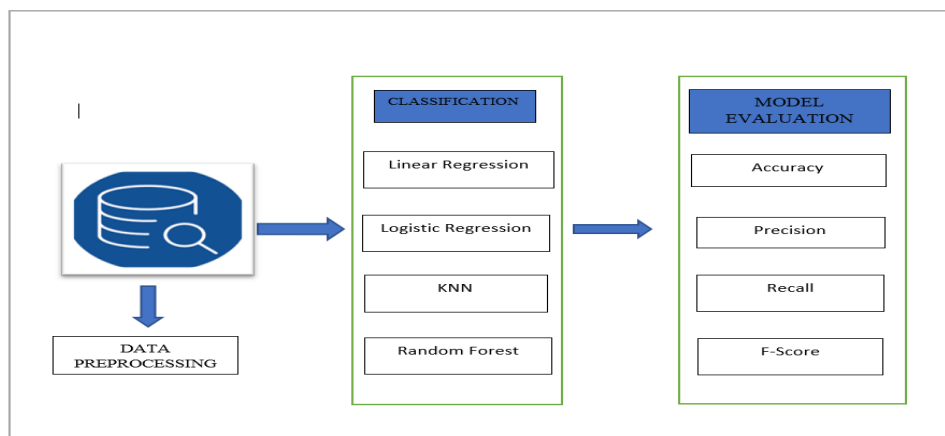 DATA
PREPROCESSING
CLASSIFICATION
Linear Regression
Logistic Regression
KNN
Random Forest
MODEL
EVALUATION
Accuracy
Precision
Recall
F-Score